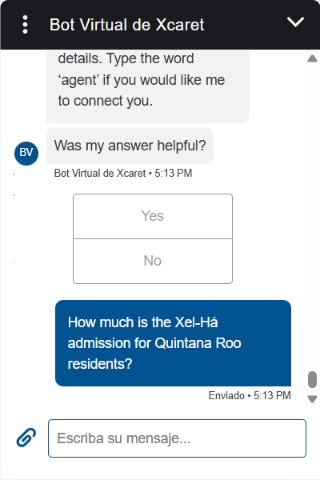 Bot Virtual de Xcaret
details. Type the word
‘agent’ if you would like me
to connect you.
Was my answer helpful?
BV
Bot Virtual de Xcaret • 5:13 PM
Yes
No
How much is the Xel-Há
admission for Quintana Roo
residents?
Enviado • 5:13 PM
Escriba su mensaje...